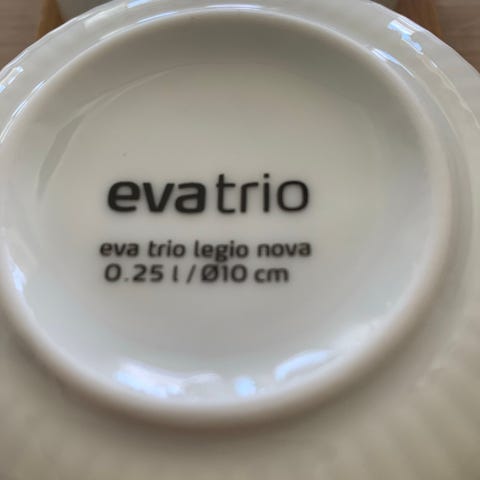 evatrio
eva trio legio nova
0.25 l / Ø10 cm